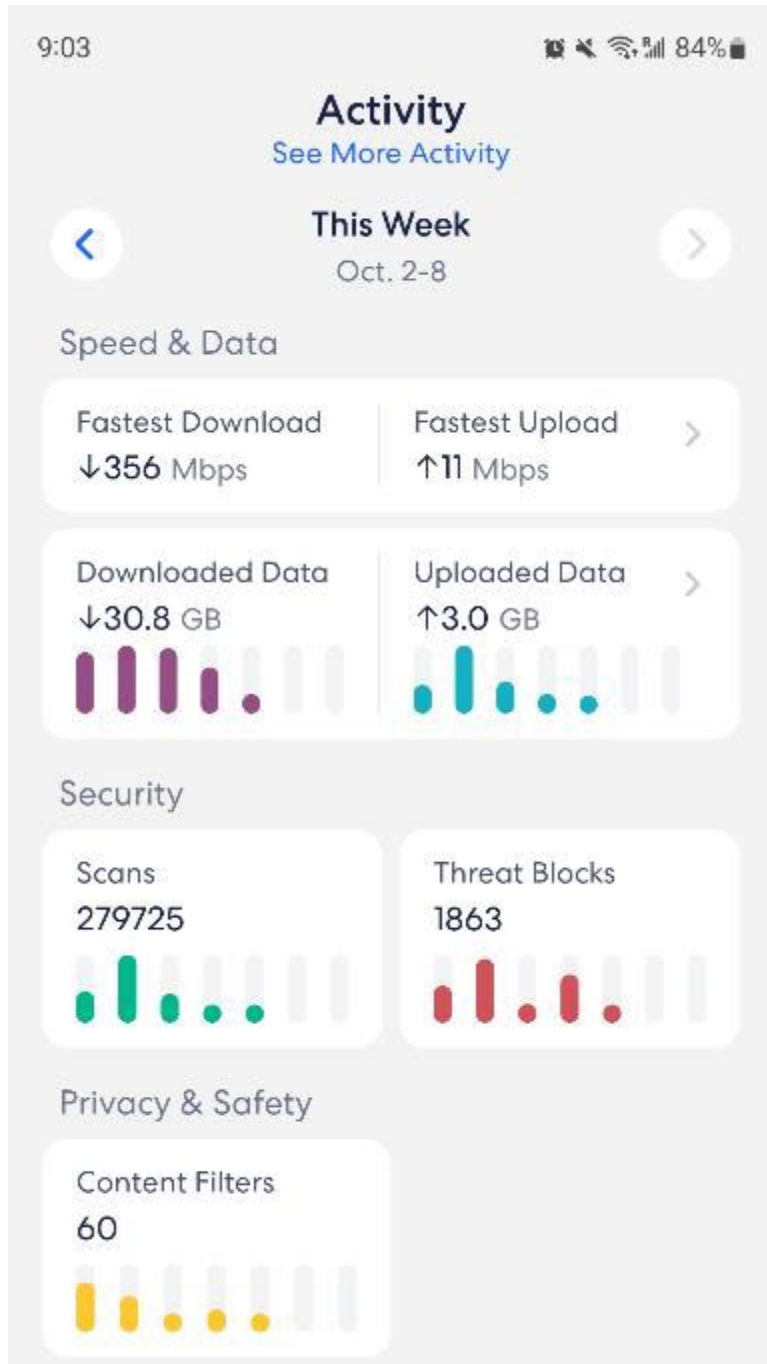 9:03 84%
Activity
See More Activity
This Week
Oct. 2-8
Speed & Data
Fastest Download
↓356 Mbps
Fastest Upload
↑11 Mbps
Downloaded Data
↓30.8 GB
Uploaded Data
↑3.0 GB
Security
Scans
279725
Threat Blocks
1863
Privacy & Safety
Content Filters
60